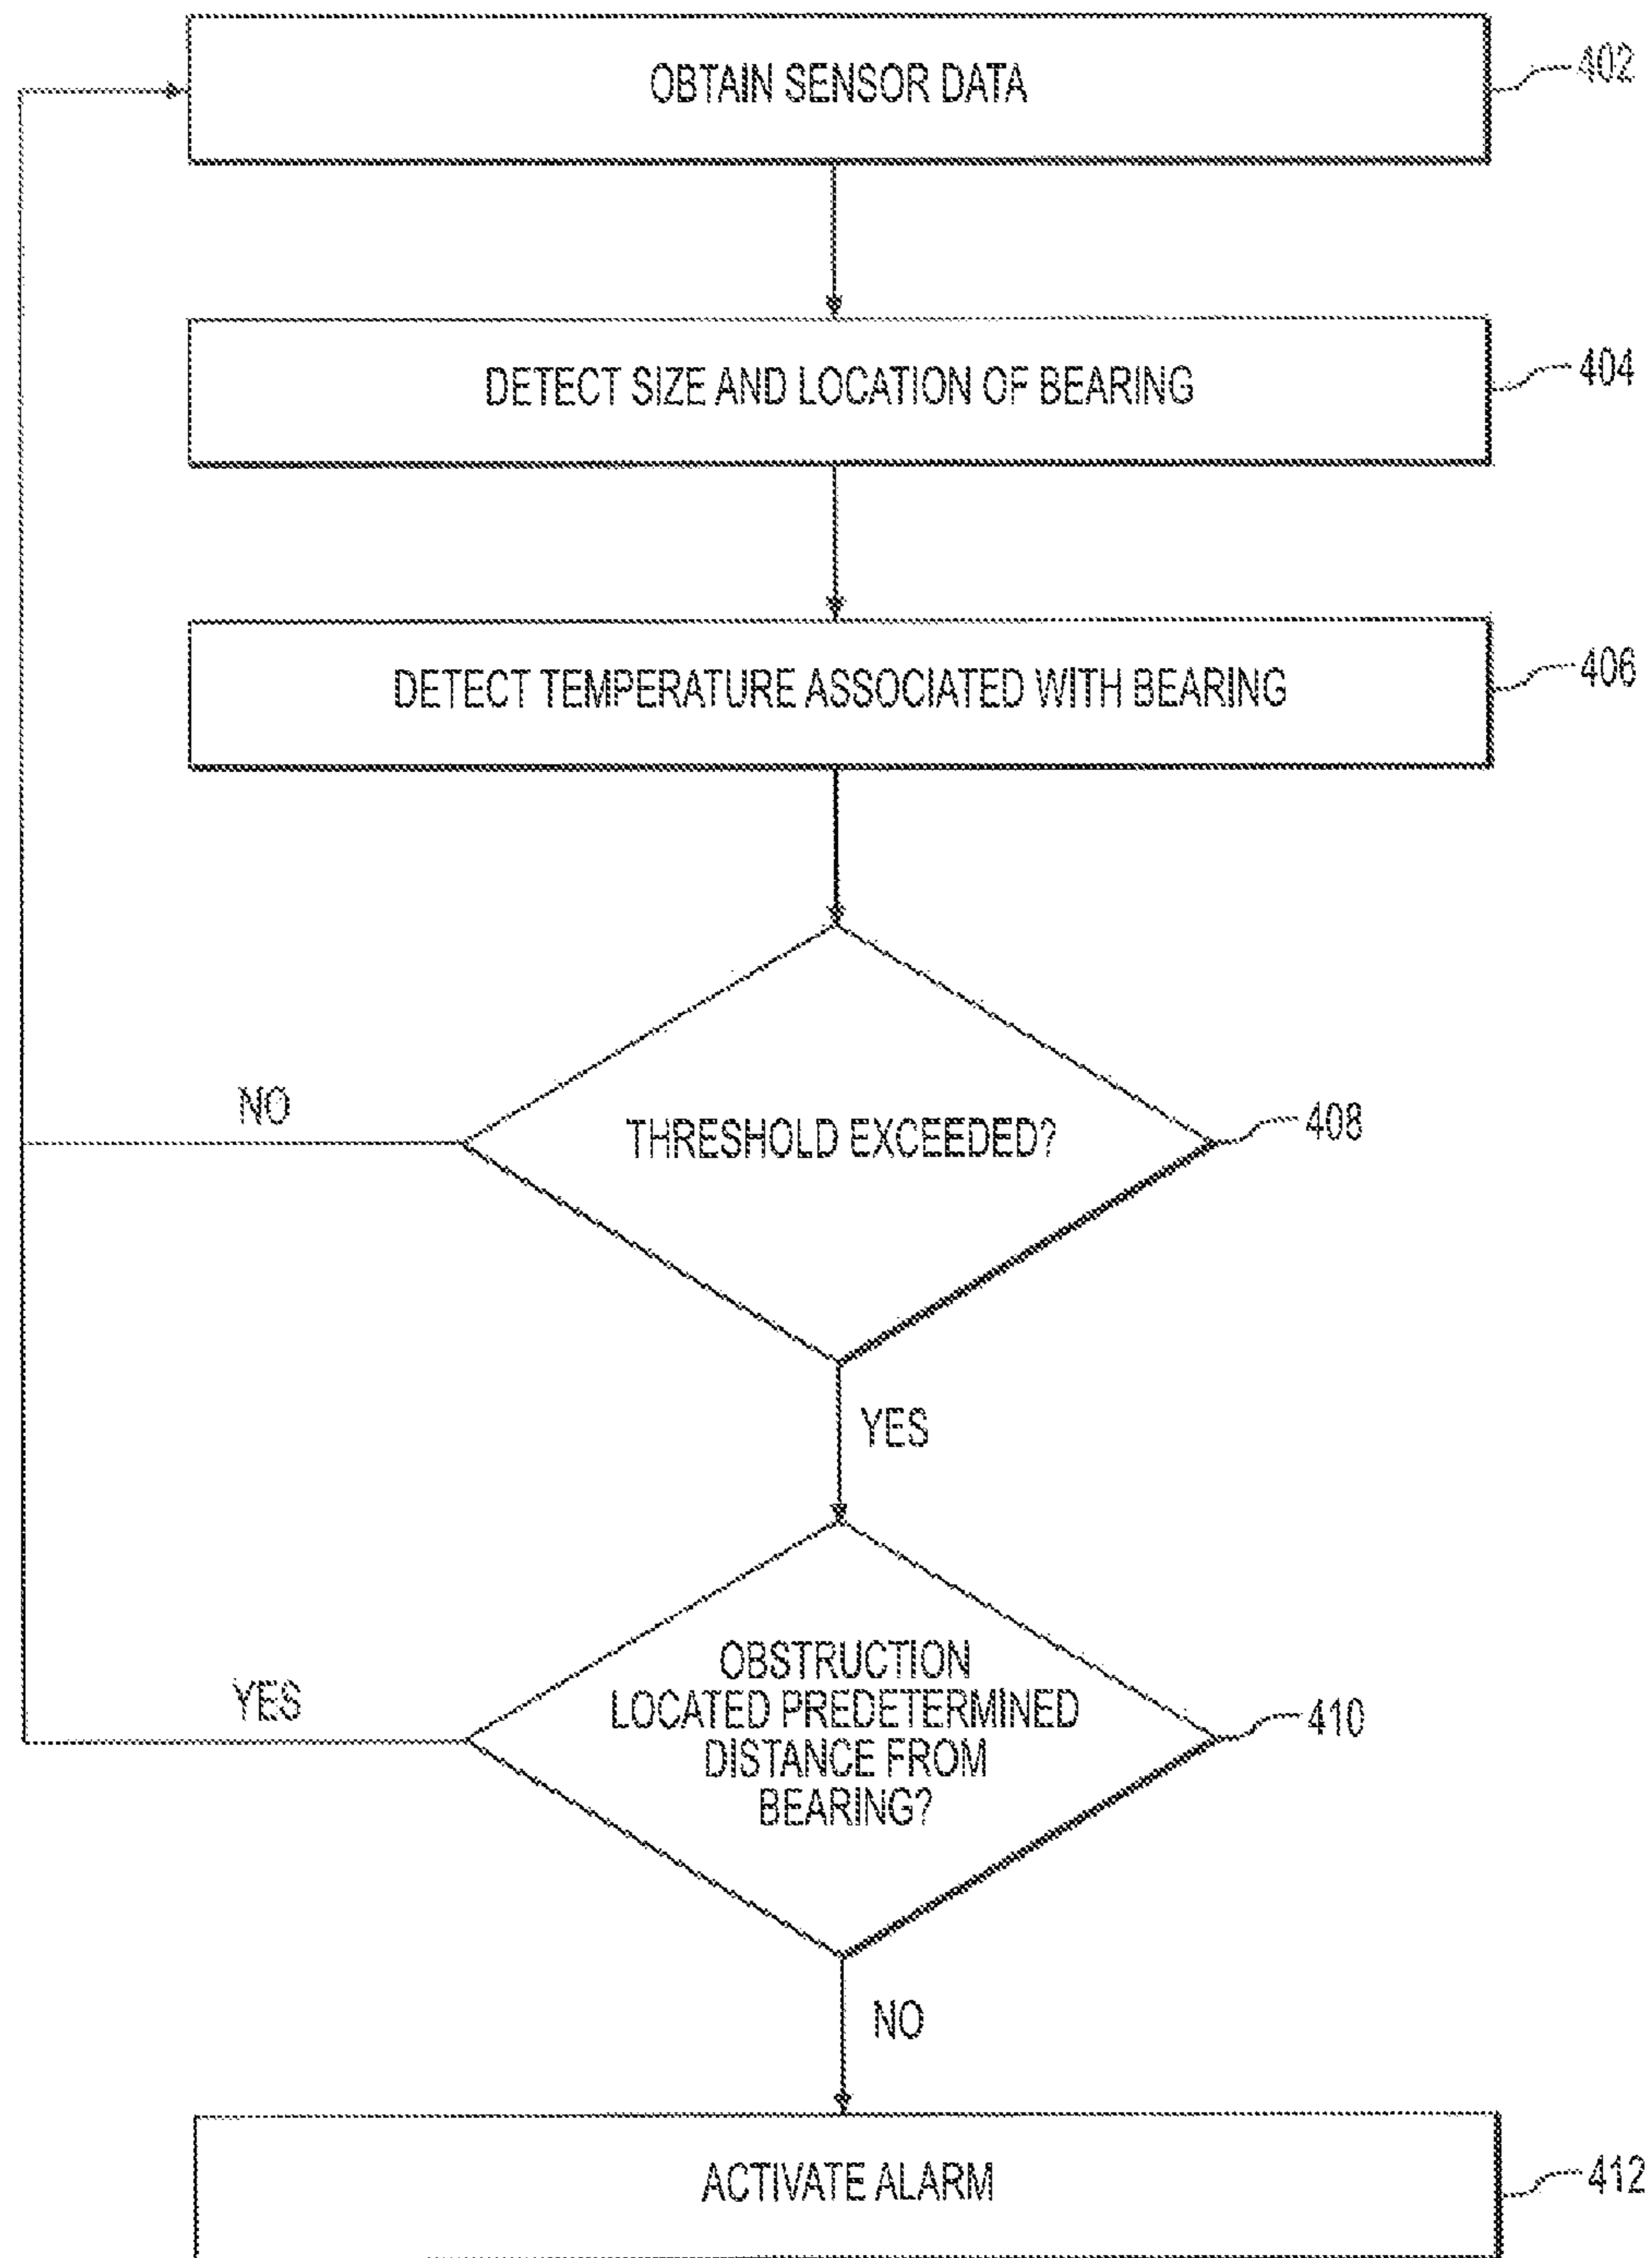 OBTAIN SENSOR DATA
402
DETECT SIZE AND LOCATION OF BEARING
404
DETECT TEMPERATURE ASSOCIATED WITH BEARING
406
NO
THRESHOLD EXCEEDED?
408
YES
OBSTRUCTION
LOCATED PREDETERMINED
DISTANCE FROM
BEARING?
YES
410
NO
ACTIVATE ALARM
412